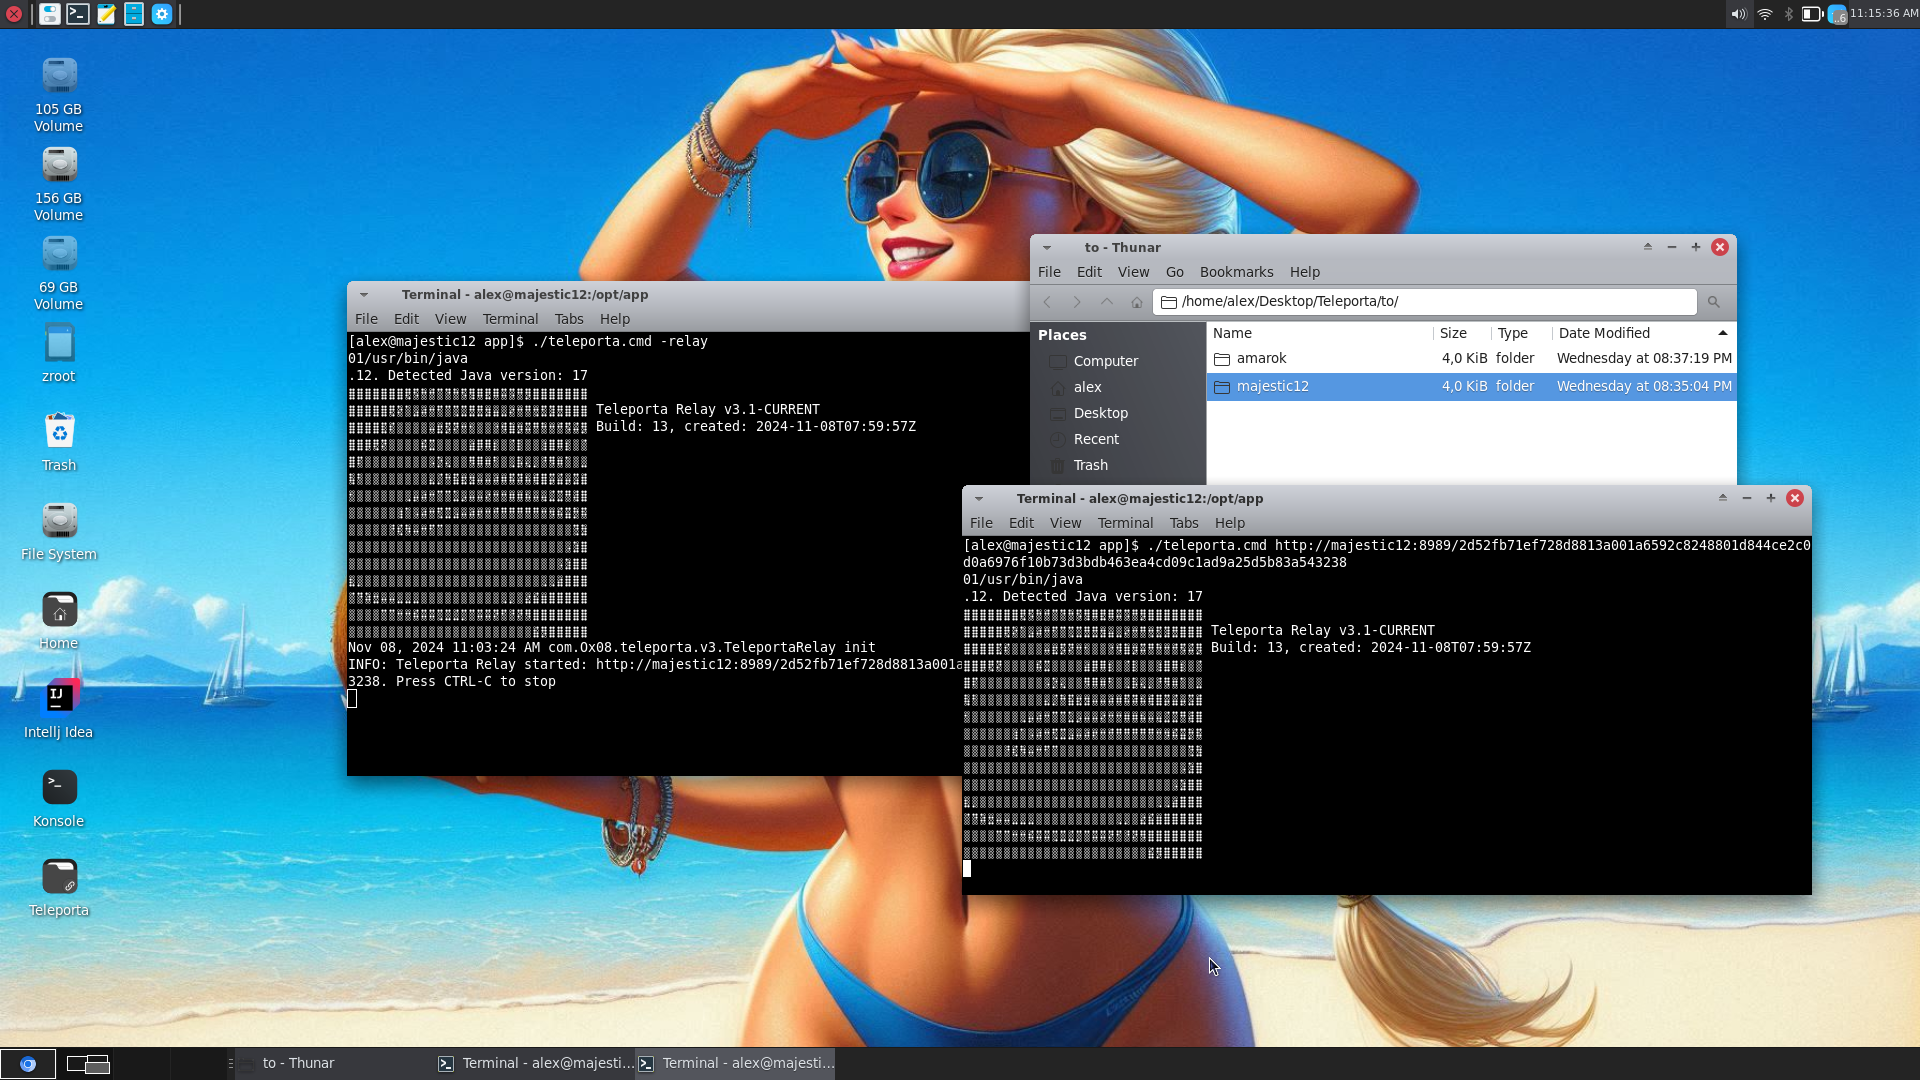 11:15:36 AM
..6
105 GB
Volume
156 GB
Volume
69 GB
Volume
zroot
Trash
File System
Home
IJ
Intellj Idea
Konsole
Teleporta
Terminal - alex@majestic12:/opt/app
File Edit View Terminal Tabs Help
[alex@majestic12 app]$ ./teleporta.cmd -relay
01/usr/bin/java
.12. Detected Java version: 17
Teleporta Relay v3.1-CURRENT
Build: 13, created: 2024-11-08T07:59:57Z
Nov 08, 2024 11:03:24 AM com.Ox08.teleporta.v3.TeleportaRelay init
INFO: Teleporta Relay started: http://majestic12:8989/2d52fb71ef728d8813a001a
3238. Press CTRL-C to stop
to - Thunar
File Edit View Go Bookmarks Help
/home/alex/Desktop/Teleporta/to/
Places
Computer
alex
Desktop
Recent
Trash
Name Size Type Date Modified
amarok 4,0 KiB folder Wednesday at 08:37:19 PM
majestic12 4,0 KiB folder Wednesday at 08:35:04 PM
Terminal - alex@majestic12:/opt/app
File Edit View Terminal Tabs Help
[alex@majestic12 app]$ ./teleporta.cmd http://majestic12:8989/2d52fb71ef728d8813a001a6592c8248801d844ce2c0
d0a6976f10b73d3bdb463ea4cd09c1ad9a25d5b83a543238
01/usr/bin/java
.12. Detected Java version: 17
Teleporta Relay v3.1-CURRENT
Build: 13, created: 2024-11-08T07:59:57Z
to - Thunar
Terminal - alex@majesti...
Terminal - alex@majesti...